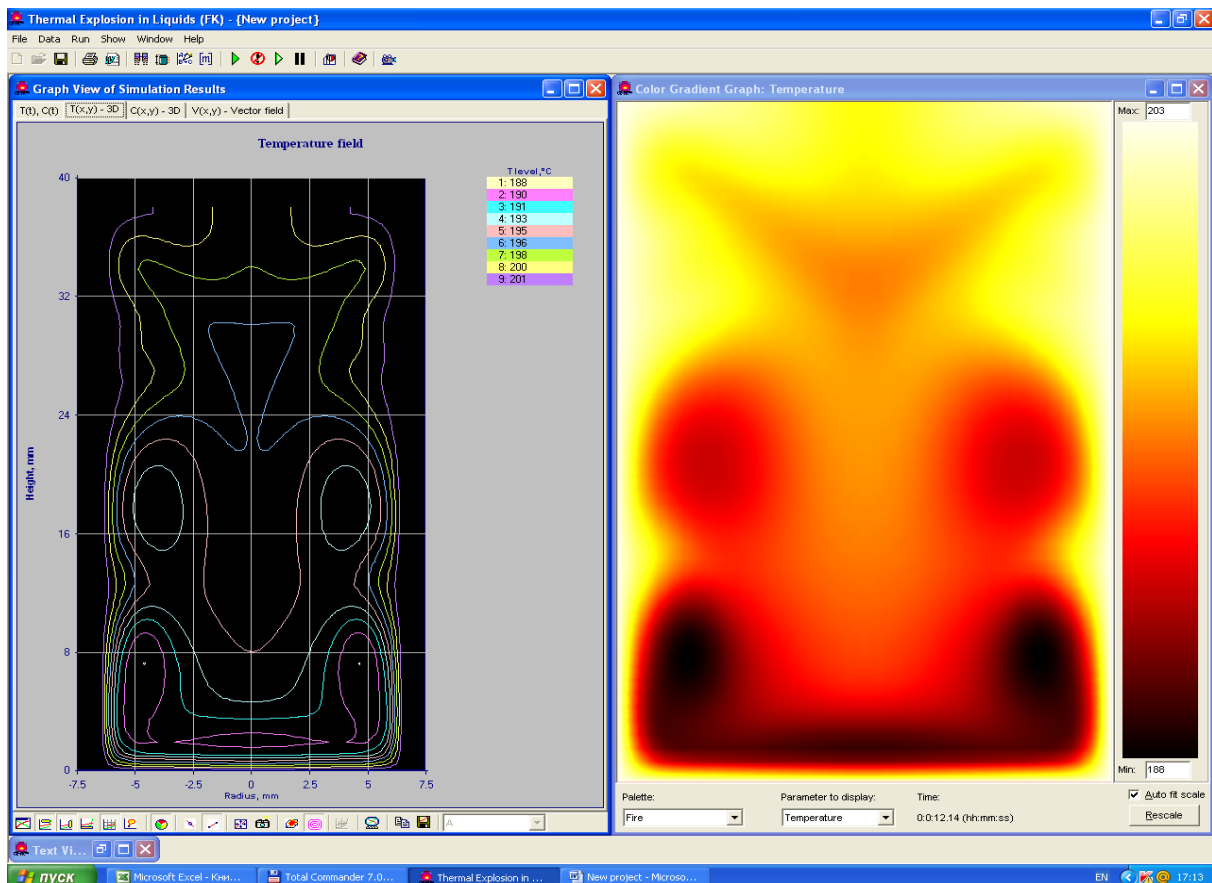 Thermal Explosion in Liquids (FK) - {New project}
File Data Run Show Window Help
Graph View of Simulation Results
T(t), C(t) T(x,y) - 3D C(x,y) - 3D V(x,y) - Vector field
Temperature field
T level,°C
1: 188
2: 190
3: 191
4: 193
5: 195
6: 196
7: 198
8: 200
9: 201
40
32
24
16
8
0
Height, mm
-7.5 -5 -2.5 0 2.5 5 7.5
Radius, mm
A
Color Gradient Graph: Temperature
Max: 203
Min: 188
Palette:
Fire
Parameter to display:
Temperature
Time:
0:0:12.14 (hh:mm:ss)
Auto fit scale
Rescale
Text Vi...
пуск
Microsoft Excel - Кни...
Total Commander 7.0...
Thermal Explosion in ...
New project - Microso...
EN
17:13